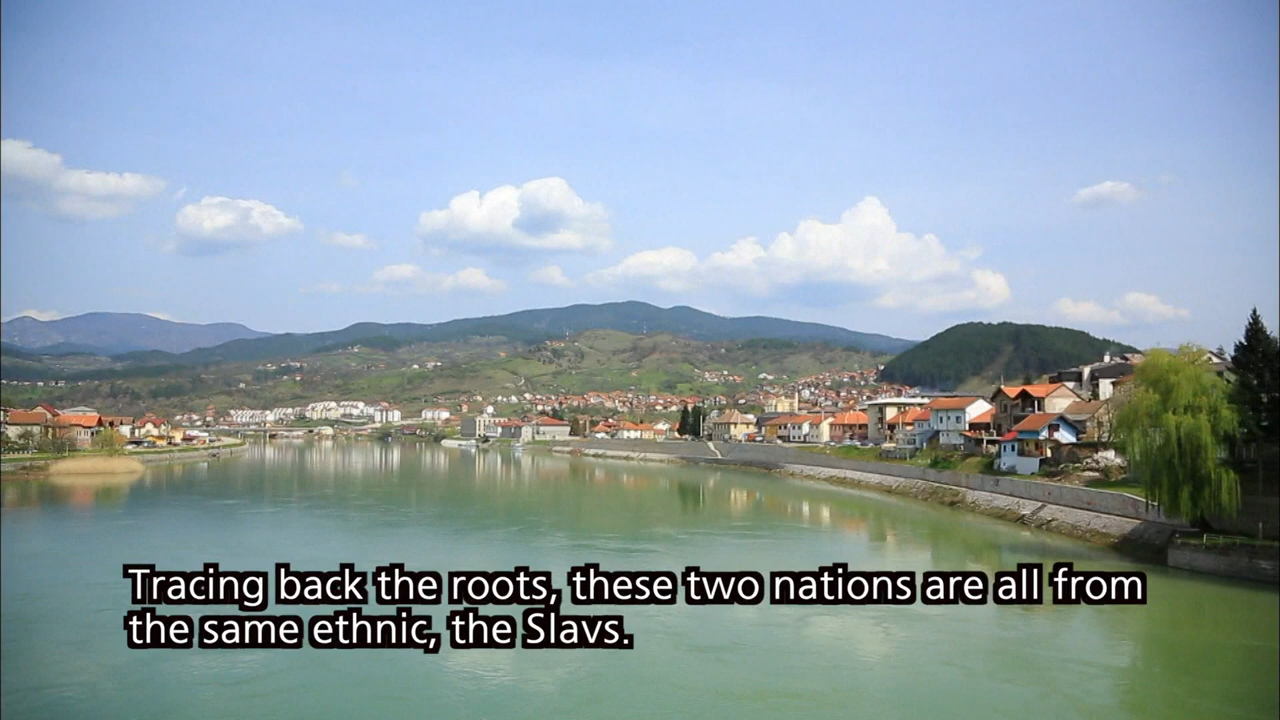 Tracing back the roots, these two nations are all from
the same ethnic, the Slavs.